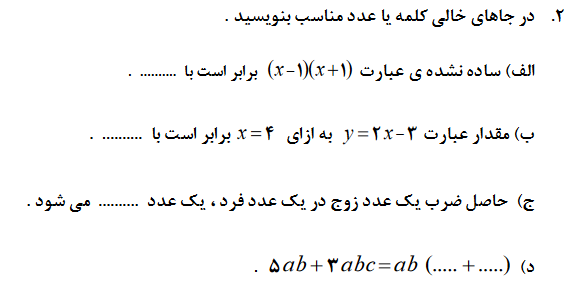 ۲. در جاهای خالی کلمه یا عدد مناسب بنویسید .
الف) ساده نشده ی عبارت (x−۱)(x+۱) برابر است با .......... .
ب) مقدار عبارت y=۲x−۳ به ازای x=۴ برابر است با .......... .
ج) حاصل ضرب یک عدد زوج در یک عدد فرد ، یک عدد .......... می شود .
د) ۵ab+۳abc=ab (..... + .....) .